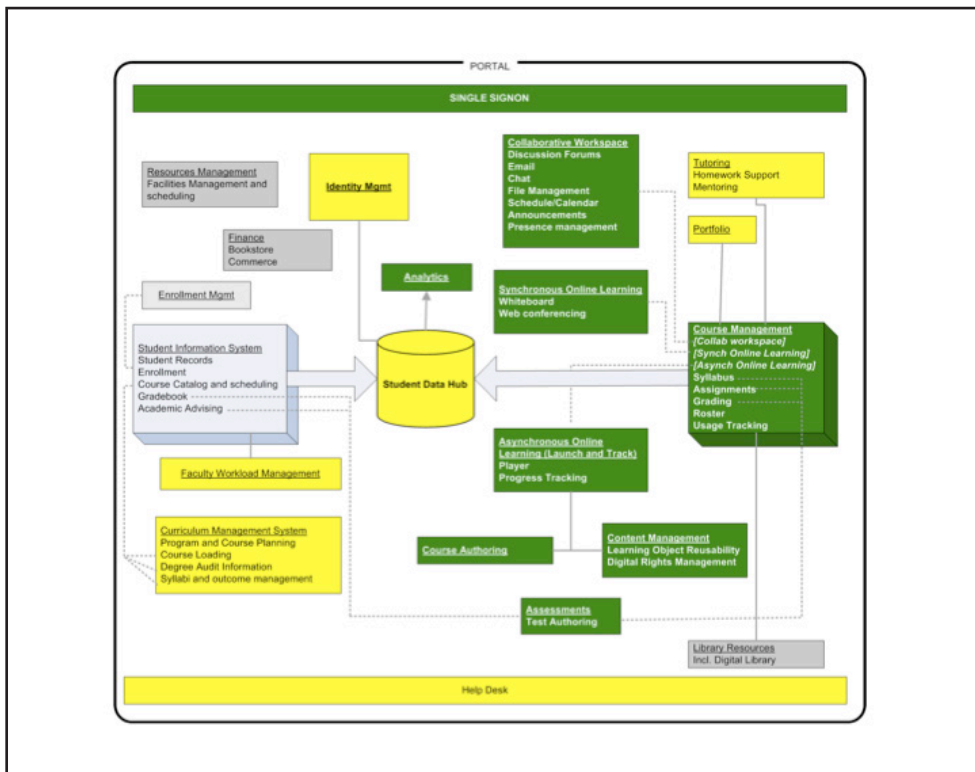 PORTAL
SINGLE SIGNON
Resources Management
Facilities Management and
scheduling
Identity Mgmt
Collaborative Workspace
Discussion Forums
Email
Chat
File Management
Schedule/Calendar
Announcements
Presence management
Tutoring
Homework Support
Mentoring
Portfolio
Finance
Bookstore
Commerce
Analytics
Enrollment Mgmt
Synchronous Online Learning
Whiteboard
Web conferencing
Student Information System
Student Records
Enrollment
Course Catalog and scheduling
Gradebook
Academic Advising
Student Data Hub
Course Management
[Collab workspace]
[Synch Online Learning]
[Asynch Online Learning]
Syllabus
Assignments
Grading
Roster
Usage Tracking
Faculty Workload Management
Asynchronous Online
Learning (Launch and Track)
Player
Progress Tracking
Curriculum Management System
Program and Course Planning
Course Loading
Degree Audit Information
Syllabi and outcome management
Course Authoring
Content Management
Learning Object Reusability
Digital Rights Management
Assessments
Test Authoring
Library Resources
Incl. Digital Library
Help Desk